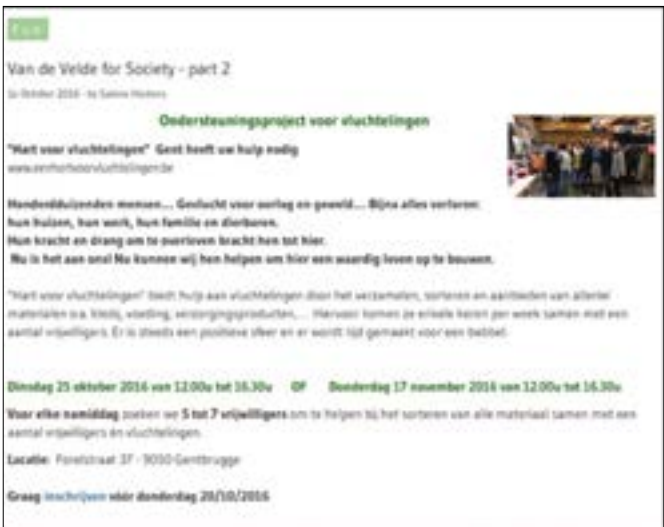 Fun
Van de Velde for Society - part 2
October 2016 - to Sabine
Ondersteuningsproject voor vluchtelingen
"Hart voor vluchtelingen" Gent heeft uw hulp nodig
www.eenhartvoorvluchtelingen.be
Honderdduizenden mensen... Gevlucht voor oorlog en geweld... Bijna alles verloren:
hun huizen, hun werk, hun familie en dierbaren.
Hun kracht en drang om te overleven bracht hen tot hier.
Nu is het aan ons! Nu kunnen wij hen helpen om hier een waardig leven op te bouwen.
"Hart voor vluchtelingen" biedt hulp aan vluchtelingen door het verzamelen, sorteren en aanbieden van allerlei
materialen o.a. kledij, voeding, verzorgingsproducten,... Hiervoor komen ze enkele keren per week samen met een
aantal vrijwilligers. Er is steeds een positieve sfeer en er wordt tijd gemaakt voor een babbel.
Dinsdag 25 oktober 2016 van 12.00u tot 16.30u OF Donderdag 17 november 2016 van 12.00u tot 16.30u
Voor elke namiddag zoeken we 5 tot 7 vrijwilligers om te helpen bij het sorteren van alle materiaal samen met een
aantal vrijwilligers en vluchtelingen.
Locatie: Forelstraat 37 - 9050 Gentbrugge
Graag inschrijven vóór donderdag 20/10/2016